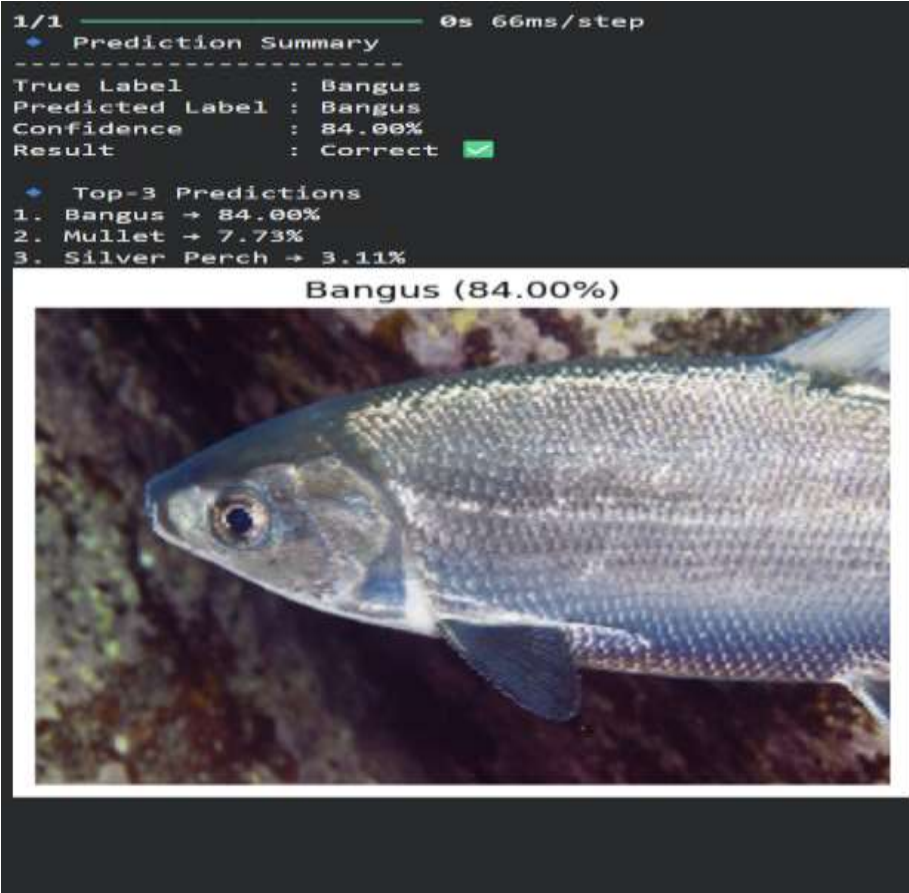 1/1 ━━━━━━━━━━━━━━━━━━━━ 0s 66ms/step
🔹 Prediction Summary
-----------------------
True Label : Bangus
Predicted Label : Bangus
Confidence : 84.00%
Result : Correct ✅
🔹 Top-3 Predictions
1. Bangus → 84.00%
2. Mullet → 7.73%
3. Silver Perch → 3.11%
Bangus (84.00%)